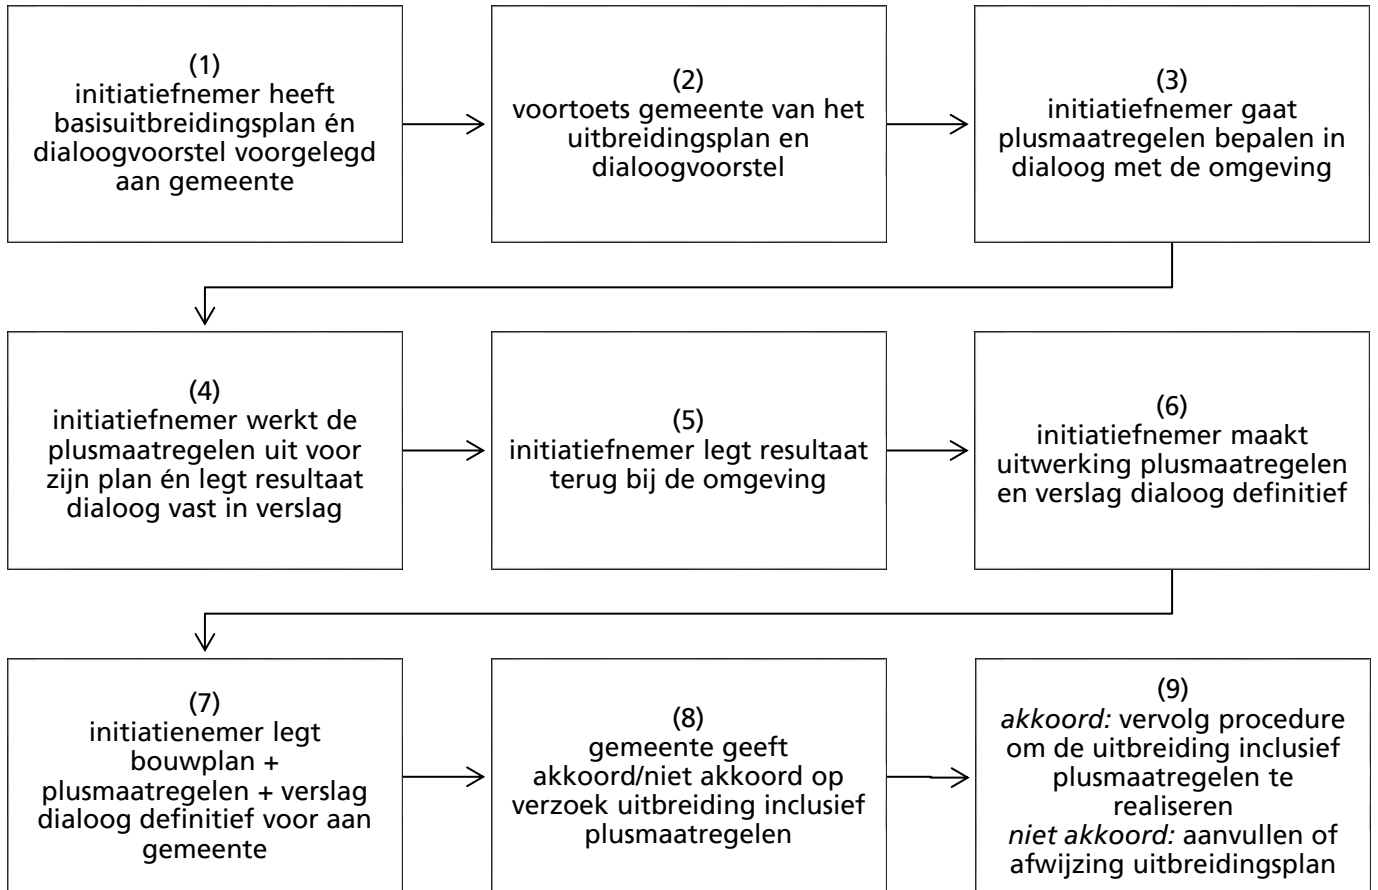 (1)
initiatiefnemer heeft
basisuitbreidingsplan én
dialoogvoorstel voorgelegd
aan gemeente
(2)
voortoets gemeente van het
uitbreidingsplan en
dialoogvoorstel
(3)
initiatiefnemer gaat
plusmaatregelen bepalen in
dialoog met de omgeving
(4)
initiatiefnemer werkt de
plusmaatregelen uit voor
zijn plan én legt resultaat
dialoog vast in verslag
(5)
initiatiefnemer legt resultaat
terug bij de omgeving
(6)
initiatiefnemer maakt
uitwerking plusmaatregelen
en verslag dialoog definitief
(7)
initiatienemer legt
bouwplan +
plusmaatregelen + verslag
dialoog definitief voor aan
gemeente
(8)
gemeente geeft
akkoord/niet akkoord op
verzoek uitbreiding inclusief
plusmaatregelen
(9)
akkoord: vervolg procedure
om de uitbreiding inclusief
plusmaatregelen te
realiseren
niet akkoord: aanvullen of
afwijzing uitbreidingsplan